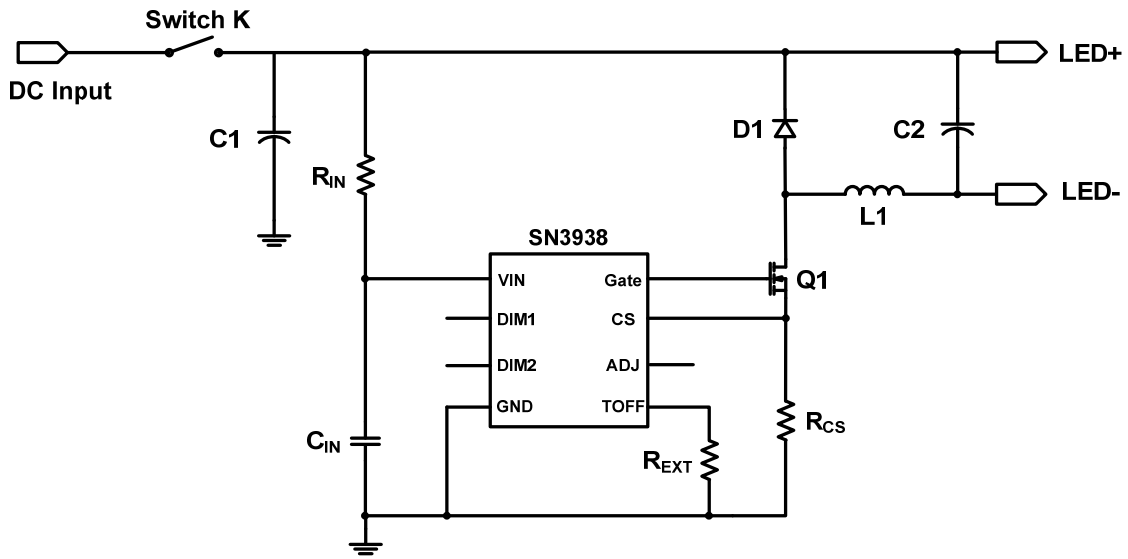 Switch K
DC Input
LED+
C1
D1
C2
RIN
LED-
L1
SN3938
VIN
Gate
Q1
DIM1
CS
DIM2
ADJ
GND
TOFF
RCS
CIN
REXT